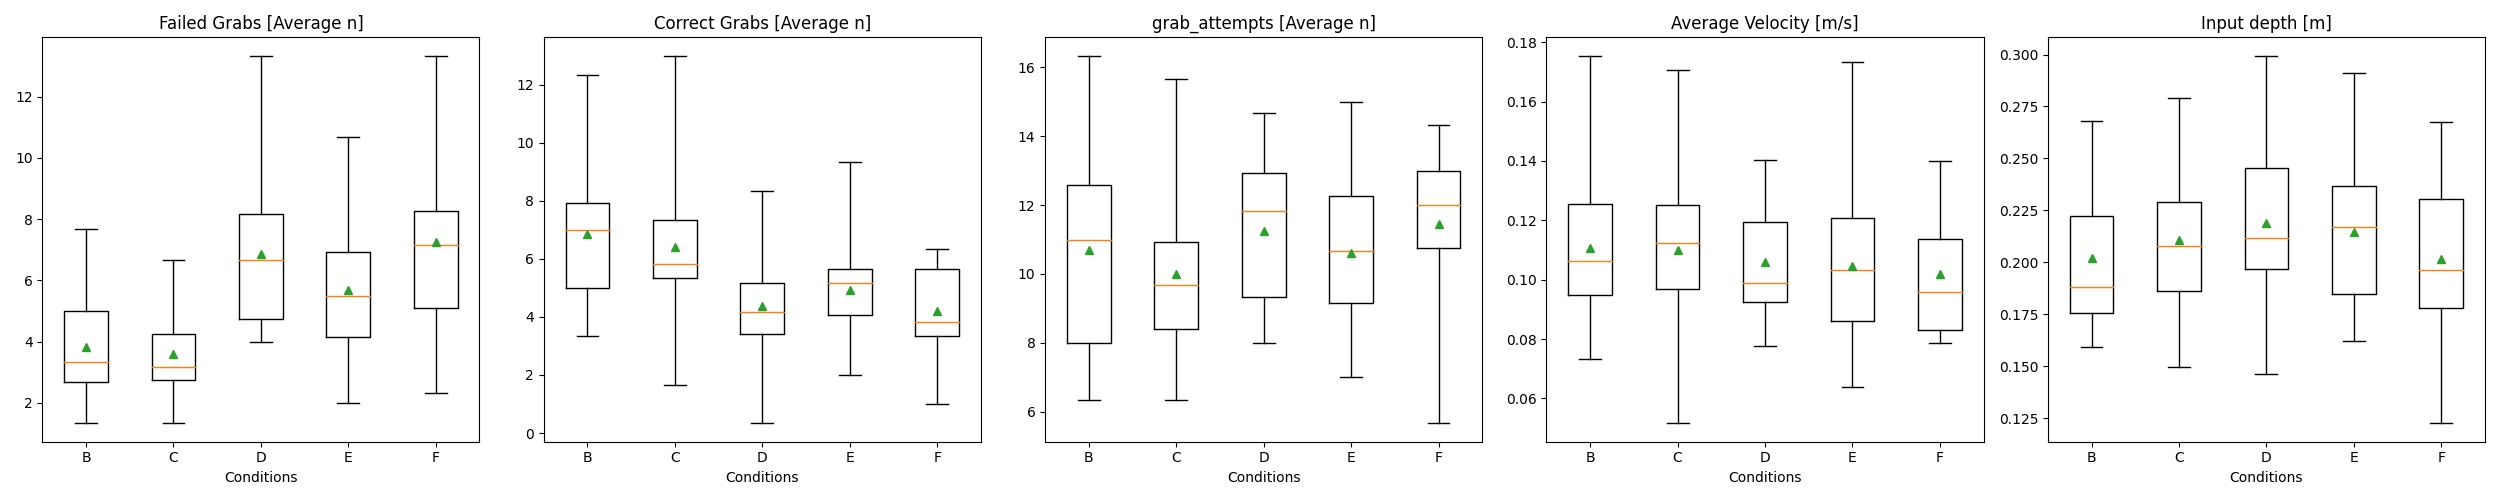 Failed Grabs [Average n]
12
10
8
6
4
2
B C D E F
Conditions
Correct Grabs [Average n]
12
10
8
6
4
2
0
B C D E F
Conditions
grab_attempts [Average n]
16
14
12
10
8
6
B C D E F
Conditions
Average Velocity [m/s]
0.18
0.16
0.14
0.12
0.10
0.08
0.06
B C D E F
Conditions
Input depth [m]
0.300
0.275
0.250
0.225
0.200
0.175
0.150
0.125
B C D E F
Conditions